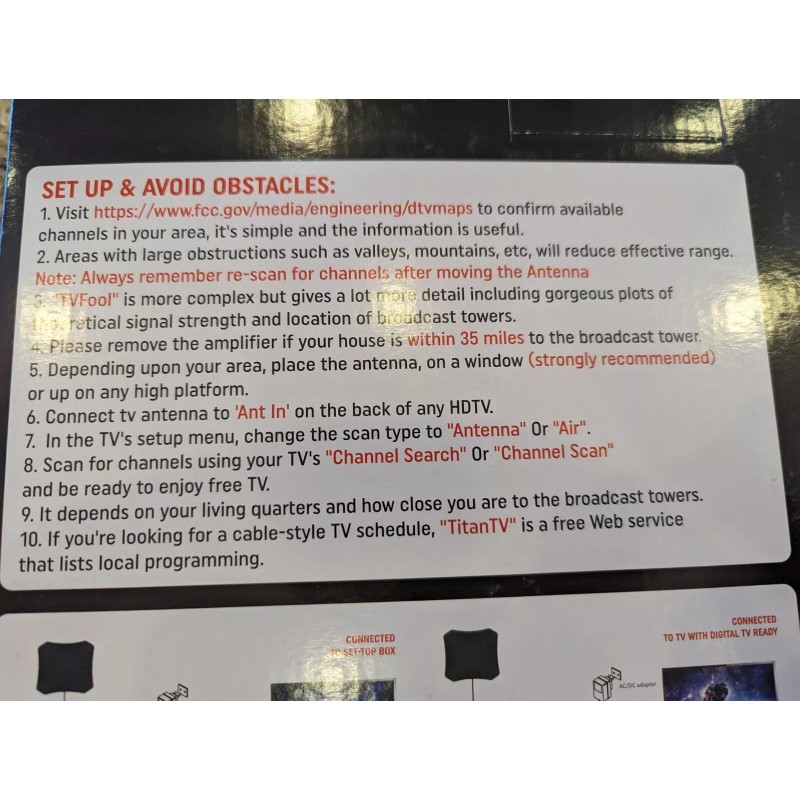 SET UP & AVOID OBSTACLES:
1. Visit https://www.fcc.gov/media/engineering/dtvmaps to confirm available
channels in your area, it's simple and the information is useful.
2. Areas with large obstructions such as valleys, mountains, etc, will reduce effective range.
Note: Always remember re-scan for channels after moving the Antenna
3. "TVFool" is more complex but gives a lot more detail including gorgeous plots of
theoretical signal strength and location of broadcast towers.
4. Please remove the amplifier if your house is within 35 miles to the broadcast tower.
5. Depending upon your area, place the antenna, on a window (strongly recommended)
or up on any high platform.
6. Connect tv antenna to 'Ant In' on the back of any HDTV.
7. In the TV's setup menu, change the scan type to "Antenna" Or "Air".
8. Scan for channels using your TV's "Channel Search" Or "Channel Scan"
and be ready to enjoy free TV.
9. It depends on your living quarters and how close you are to the broadcast towers.
10. If you're looking for a cable-style TV schedule, "TitanTV" is a free Web service
that lists local programming.
CONNECTED
TO SET-TOP BOX
CONNECTED
TO TV WITH DIGITAL TV READY
AC/DC adapter